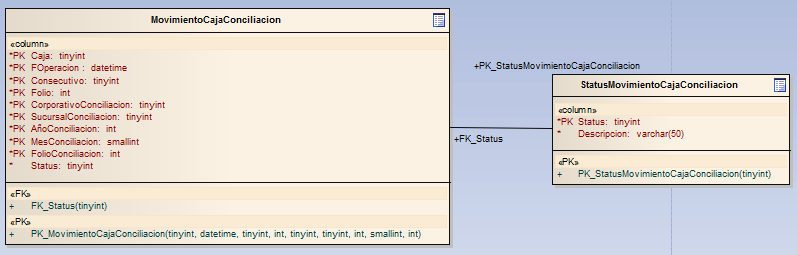 MovimientoCajaConciliacion
«column»
*PK Caja: tinyint
*PK FOperacion : datetime
*PK Consecutivo: tinyint
*PK Folio: int
*PK CorporativoConciliacion: tinyint
*PK SucursalConciliacion: tinyint
*PK AñoConciliacion: int
*PK MesConciliacion: smallint
*PK FolioConciliacion: int
* Status: tinyint
«FK»
+ FK_Status(tinyint)
«PK»
+ PK_MovimientoCajaConciliacion(tinyint, datetime, tinyint, int, tinyint, tinyint, int, smallint, int)
+PK_StatusMovimientoCajaConciliacion
+FK_Status
StatusMovimientoCajaConciliacion
«column»
*PK Status: tinyint
* Descripcion: varchar(50)
«PK»
+ PK_StatusMovimientoCajaConciliacion(tinyint)